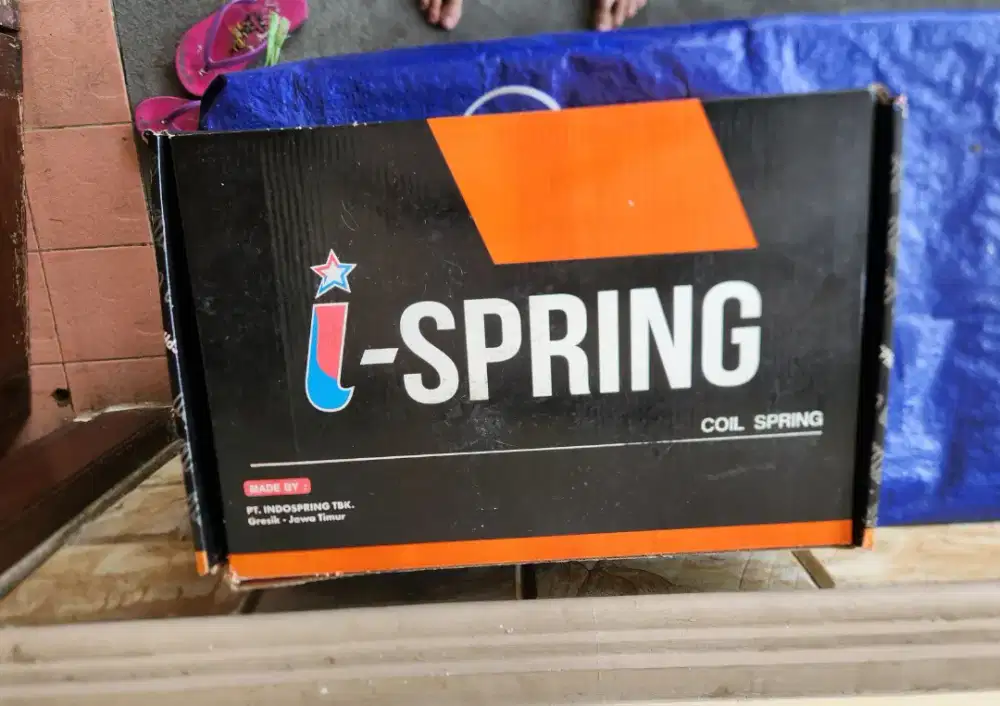 i-SPRING
COIL SPRING
MADE BY :
PT. INDOSPRING TBK.
Gresik - Jawa Timur